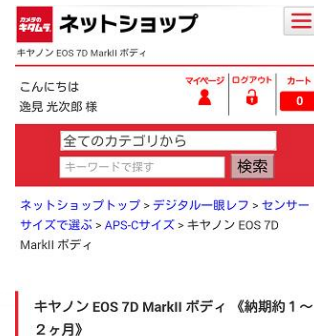 カメラの
キタムラ ネットショップ
キヤノン EOS 7D MarkII ボディ
こんにちは
逸見 光次郎 様
マイページ ログアウト カート
0
全てのカテゴリから
キーワードで探す 検索
ネットショップトップ > デジタル一眼レフ > センサー
サイズで選ぶ > APS-Cサイズ > キヤノン EOS 7D
MarkII ボディ
キヤノン EOS 7D MarkII ボディ 《納期約１～
２ヶ月》